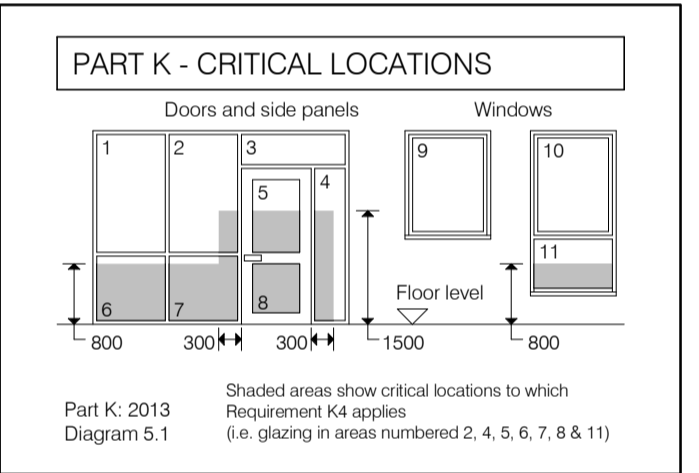 PART K - CRITICAL LOCATIONS
Doors and side panels
Windows
1
2
3
4
5
6
7
8
9
10
11
Floor level
800
300
300
1500
800
Part K: 2013
Diagram 5.1
Shaded areas show critical locations to which
Requirement K4 applies
(i.e. glazing in areas numbered 2, 4, 5, 6, 7, 8 & 11)